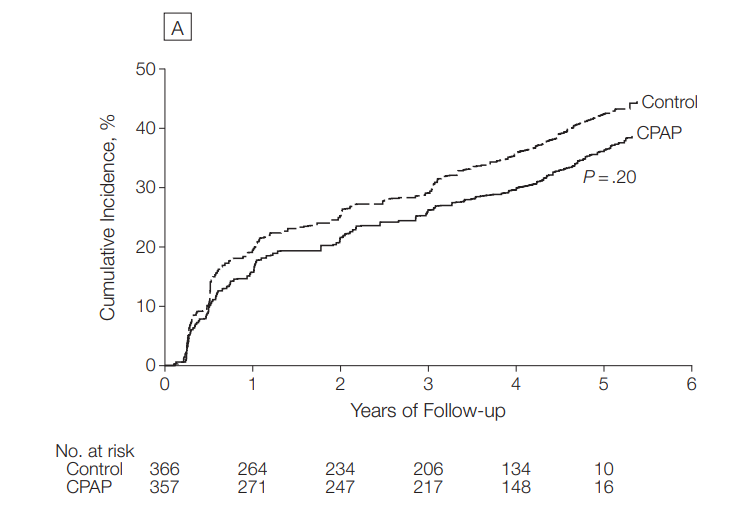 A
50
40
30
20
10
0
Cumulative Incidence, %
Control
CPAP
P = .20
0 1 2 3 4 5 6
Years of Follow-up
No. at risk
Control 366 264 234 206 134 10
CPAP 357 271 247 217 148 16